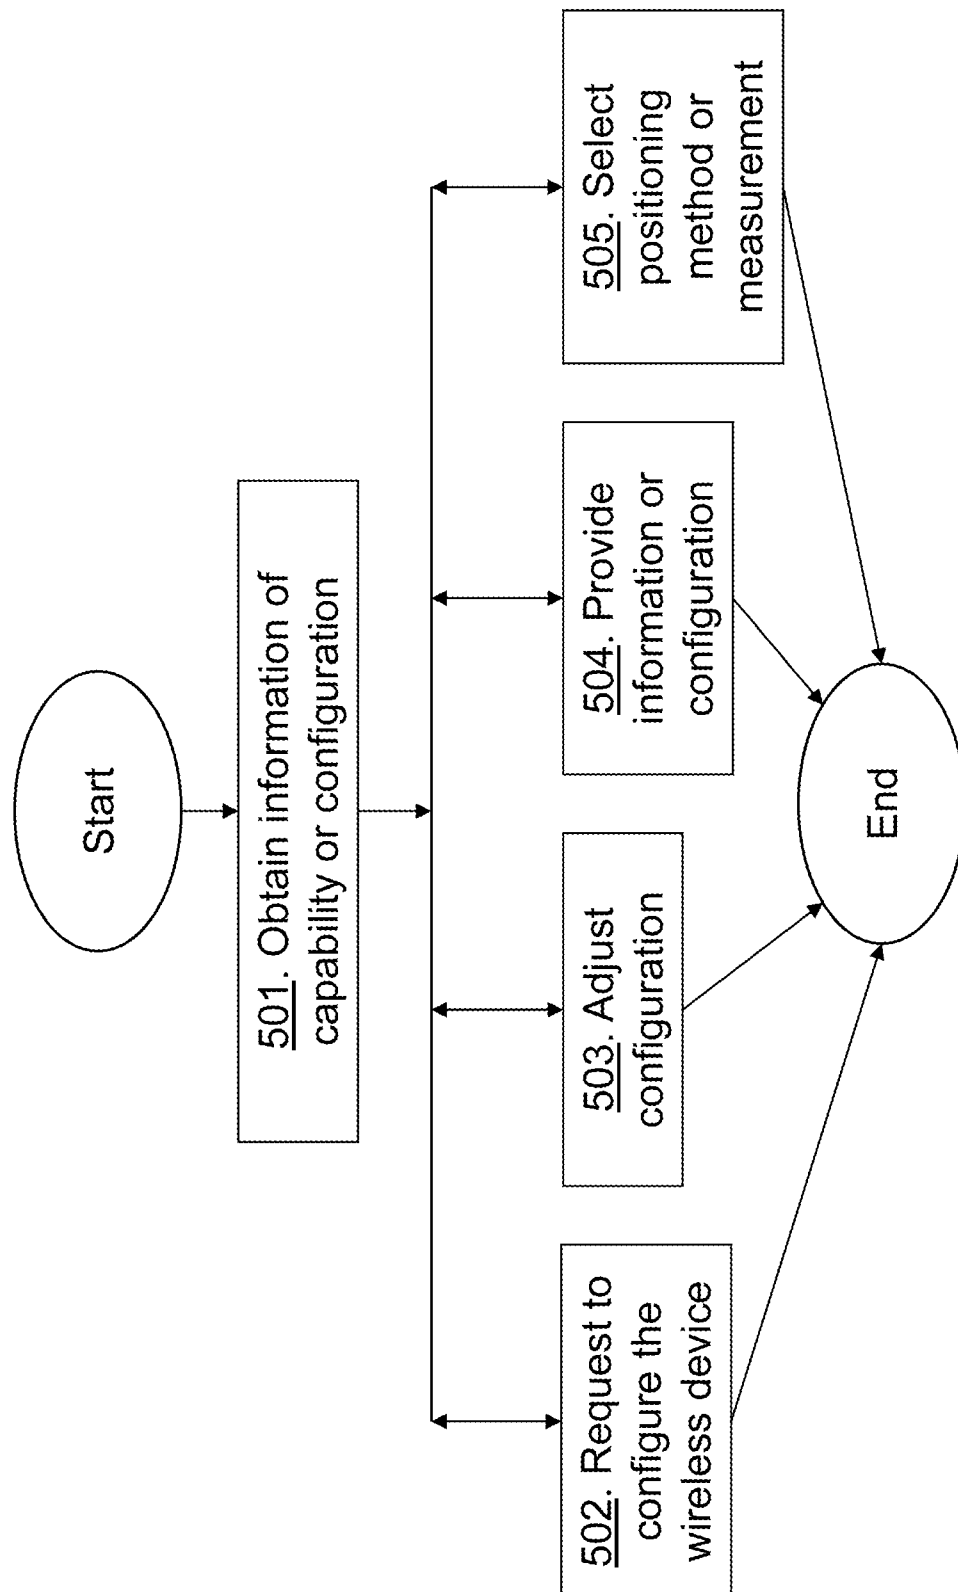 Start
501. Obtain information of
capability or configuration
502. Request to
configure the
wireless device
503. Adjust
configuration
504. Provide
information or
configuration
505. Select
positioning
method or
measurement
End